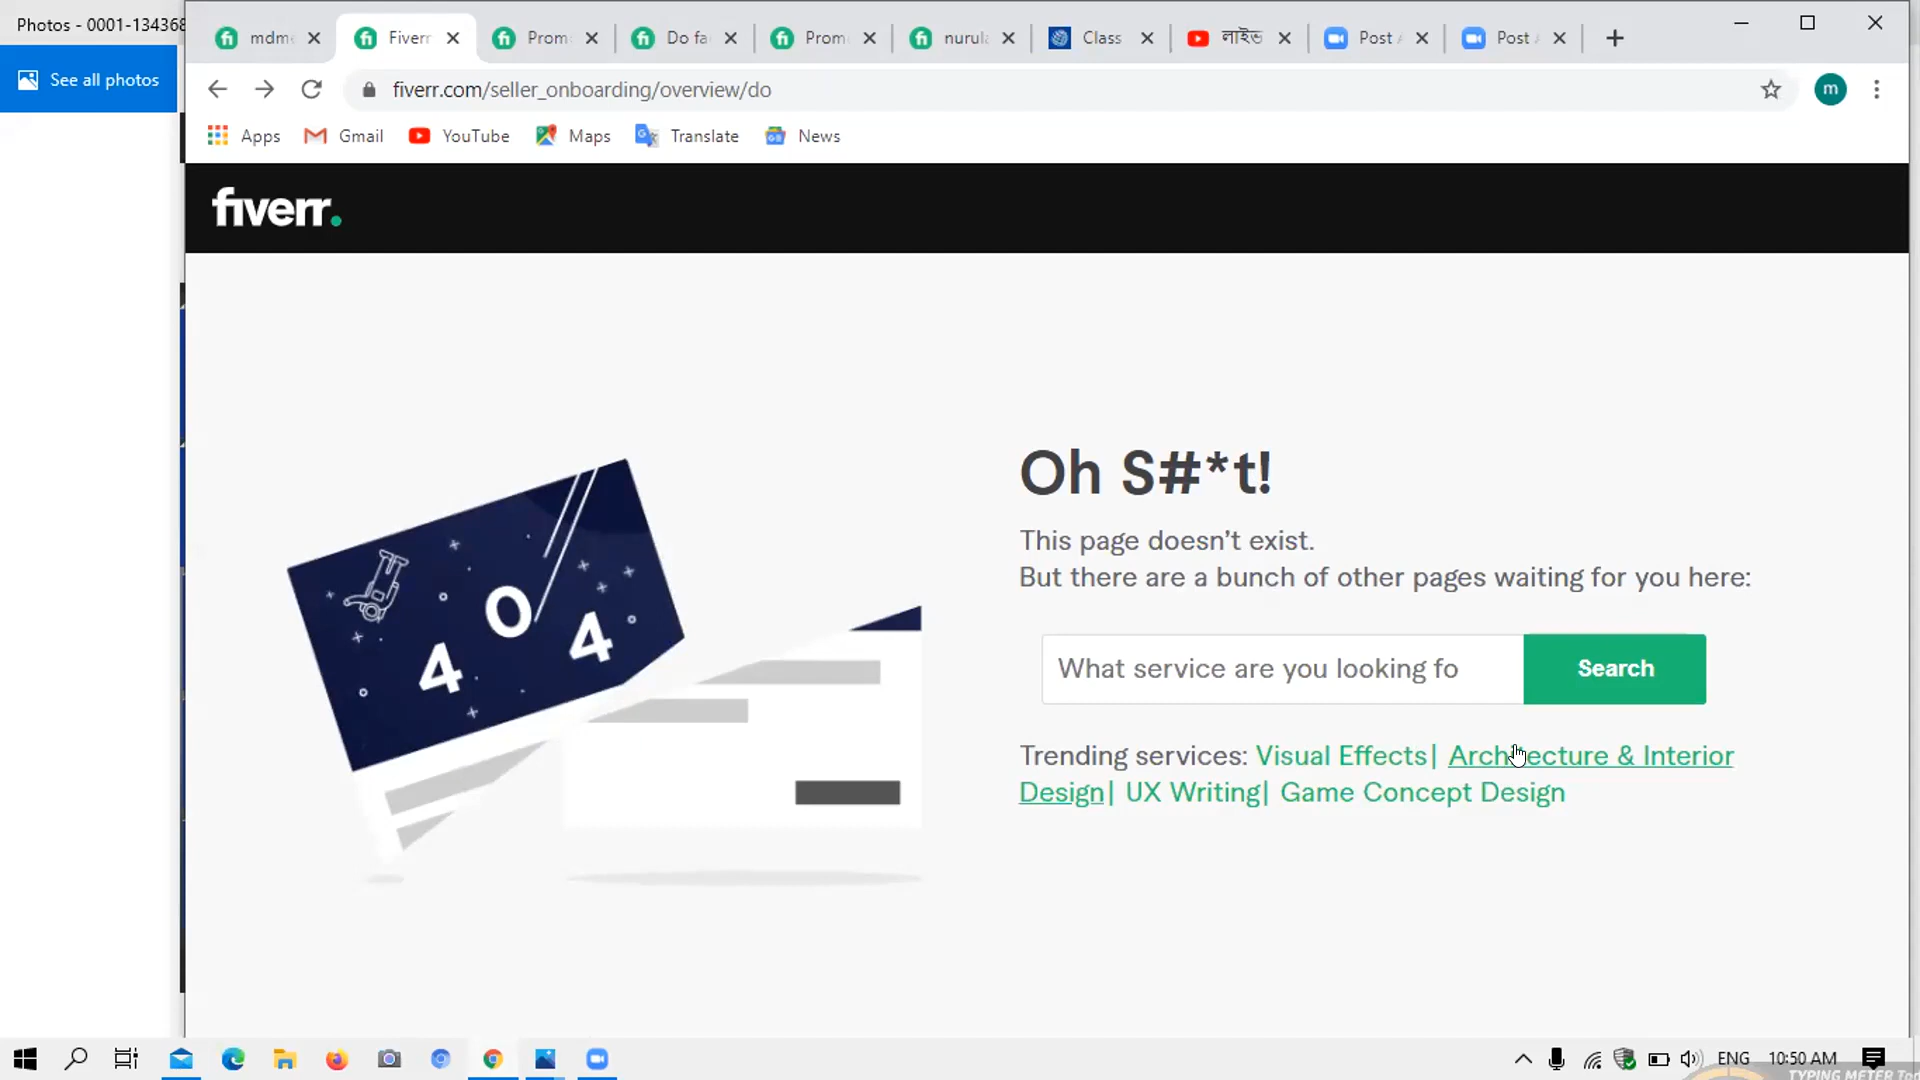 Photos - 0001-134368
See all photos
mdm
Fiverr
Prom
Do fa
Prom
nurul
Class
লাইভ
Post
Post
fiverr.com/seller_onboarding/overview/do
m
Apps Gmail YouTube Maps Translate News
fiverr.
404
Oh S#*t!
This page doesn't exist.
But there are a bunch of other pages waiting for you here:
What service are you looking fo
Search
Trending services: Visual Effects| Architecture & Interior
Design| UX Writing| Game Concept Design
ENG 10:50 AM
TYPING METER